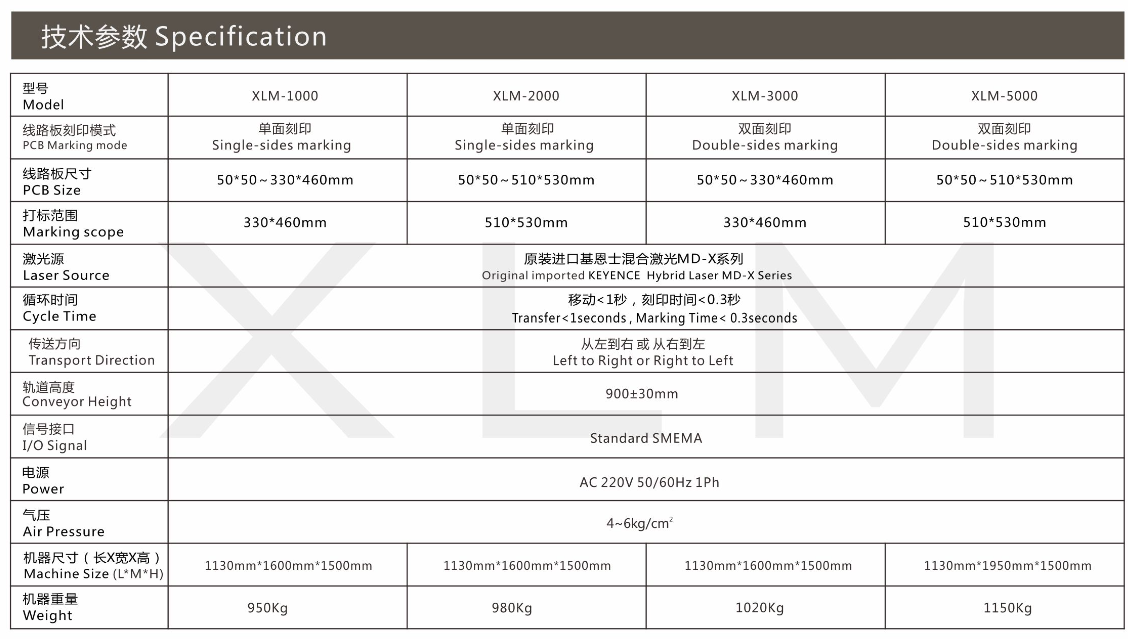 技术参数 Specification
型号
Model
XLM-1000
XLM-2000
XLM-3000
XLM-5000
线路板刻印模式
PCB Marking mode
单面刻印
Single-sides marking
单面刻印
Single-sides marking
双面刻印
Double-sides marking
双面刻印
Double-sides marking
线路板尺寸
PCB Size
50*50～330*460mm
50*50～510*530mm
50*50～330*460mm
50*50～510*530mm
打标范围
Marking scope
330*460mm
510*530mm
330*460mm
510*530mm
激光源
Laser Source
原装进口基恩士混合激光MD-X系列
Original imported KEYENCE Hybrid Laser MD-X Series
循环时间
Cycle Time
移动<1秒，刻印时间<0.3秒
Transfer<1seconds , Marking Time< 0.3seconds
传送方向
Transport Direction
从左到右 或 从右到左
Left to Right or Right to Left
轨道高度
Conveyor Height
900±30mm
信号接口
I/O Signal
Standard SMEMA
电源
Power
AC 220V 50/60Hz 1Ph
气压
Air Pressure
4~6kg/cm²
机器尺寸（长X宽X高）
Machine Size (L*M*H)
1130mm*1600mm*1500mm
1130mm*1600mm*1500mm
1130mm*1600mm*1500mm
1130mm*1950mm*1500mm
机器重量
Weight
950Kg
980Kg
1020Kg
1150Kg
XLM